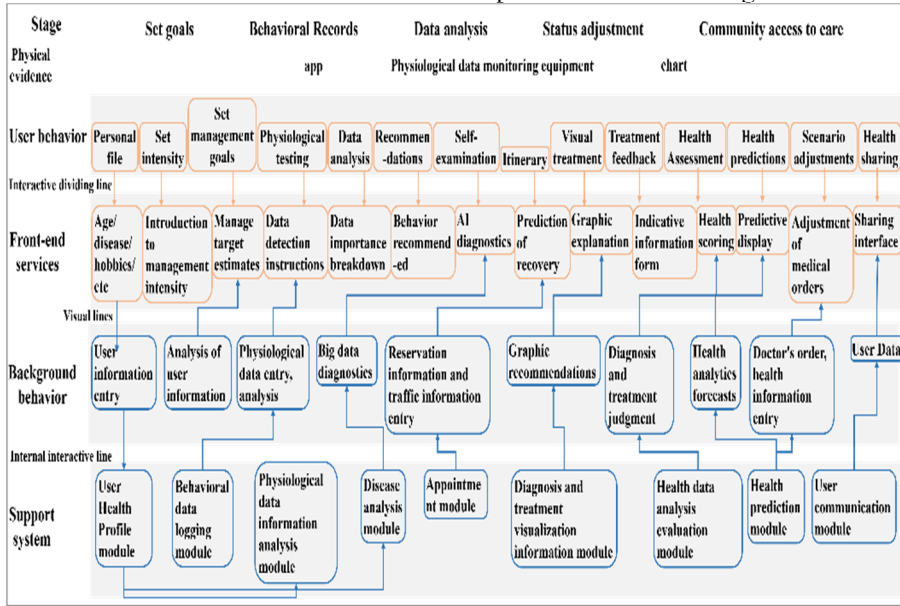 Stage
Set goals
Behavioral Records
Data analysis
Status adjustment
Community access to care
Physical
evidence
app
Physiological data monitoring equipment
chart
User behavior
Personal
file
Set
intensity
Set
management
goals
Physiological
testing
Data
analysis
Recommen
-dations
Self-
examination
Itinerary
Visual
treatment
Treatment
feedback
Health
Assessment
Health
predictions
Scenario
adjustments
Health
sharing
Interactive dividing line
Front-end
services
Age/
disease/
hobbics/
ctc
Introduction
to
management
intensity
Manage
target
estimates
Data
detection
instructions
Data
importance
breakdown
Behavior
recommend
-ed
AI
diagnostics
Prediction
of
recovery
Graphic
explanation
Indicative
information
form
Health
scoring
Predictive
display
Adjustment
of
medical
orders
Sharing
interface
Visual lines
Background
behavior
User
information
entry
Analysis of
user
information
Physiological
data entry,
analysis
Big data
diagnostics
Reservation
information and
traffic information
entry
Graphic
recommendations
Diagnosis
and
treatment
judgment
Health
analytics
forecasts
Doctor's order,
health
information
entry
User Data
Internal interactive line
Support
system
User
Health
Profile
module
Behavioral
data
logging
module
Physiological
data
information
analysis
module
Disease
analysis
module
Appointme
nt module
Diagnosis and
treatment
visualization
information module
Health data
analysis
evaluation
module
Health
prediction
module
User
communication
module